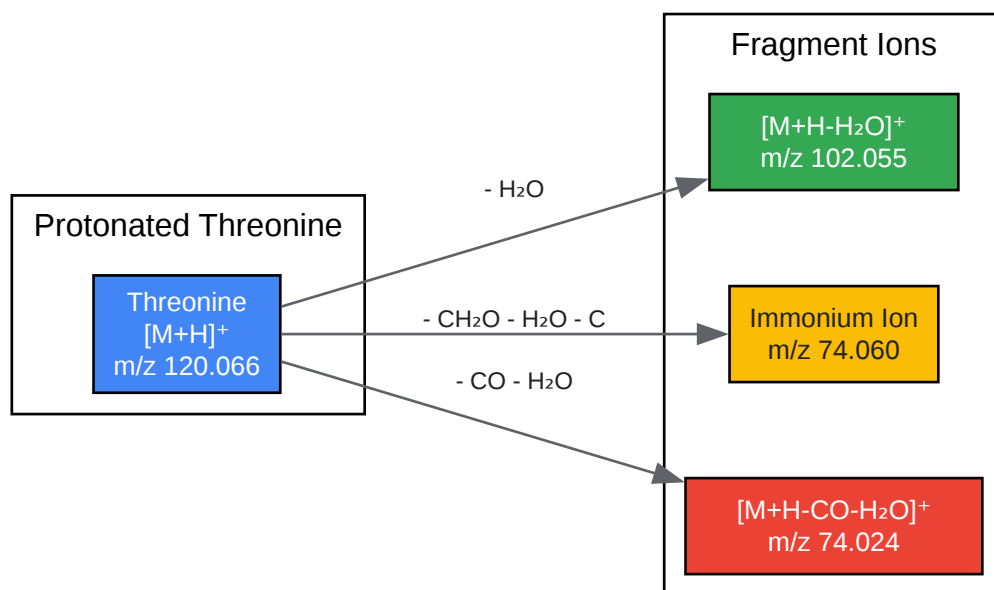 Fragment Ions
[M+H-H₂O]⁺
m/z 102.055
- H₂O
Protonated Threonine
Threonine
[M+H]⁺
m/z 120.066
- CH₂O - H₂O - C
Immonium Ion
m/z 74.060
- CO - H₂O
[M+H-CO-H₂O]⁺
m/z 74.024